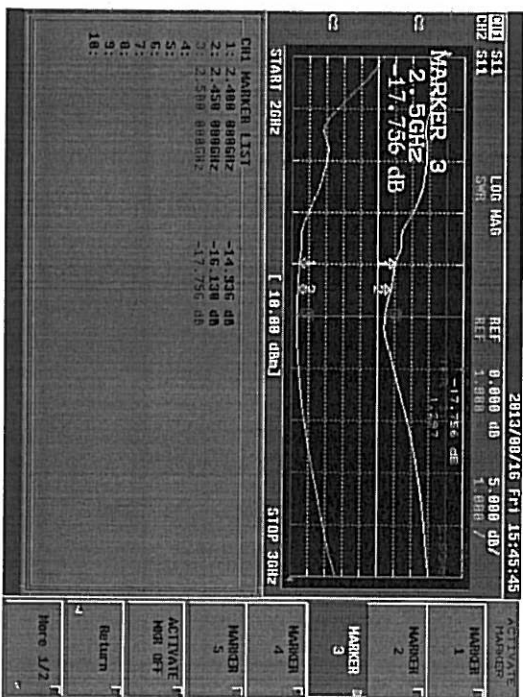 2013/08/16 Fri 15:45:45
CH1 S11 LOG MAG REF 0.000 dB 5.000 dB/
CH2 S11 SWR REF 1.000 1.000 /
-17.756 dB
MARKER 3
2.5GHz
-17.756 dB
START 2GHz [ 10.00 dBm] STOP 3GHz
CH1 MARKER LIST
1: 2.400 000GHz -14.336 dB
2: 2.450 000GHz -16.130 dB
3: 2.500 000GHz -17.756 dB
4:
5:
6:
7:
8:
9:
10:
ACTIVATE
MARKER
MARKER
1
MARKER
2
MARKER
3
MARKER
4
MARKER
5
ACTIVATE
MKR OFF
Return
More 1/2